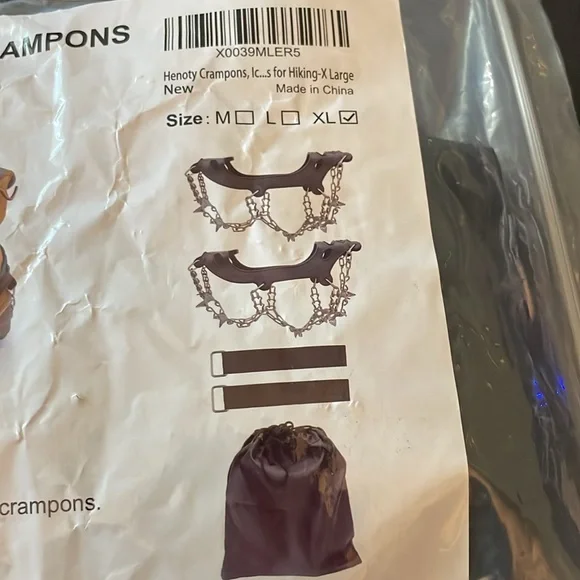 AMPONS
X0039MLER5
Henoty Crampons, Ic...s for Hiking-X Large
New Made in China
Size: M L XL
crampons.